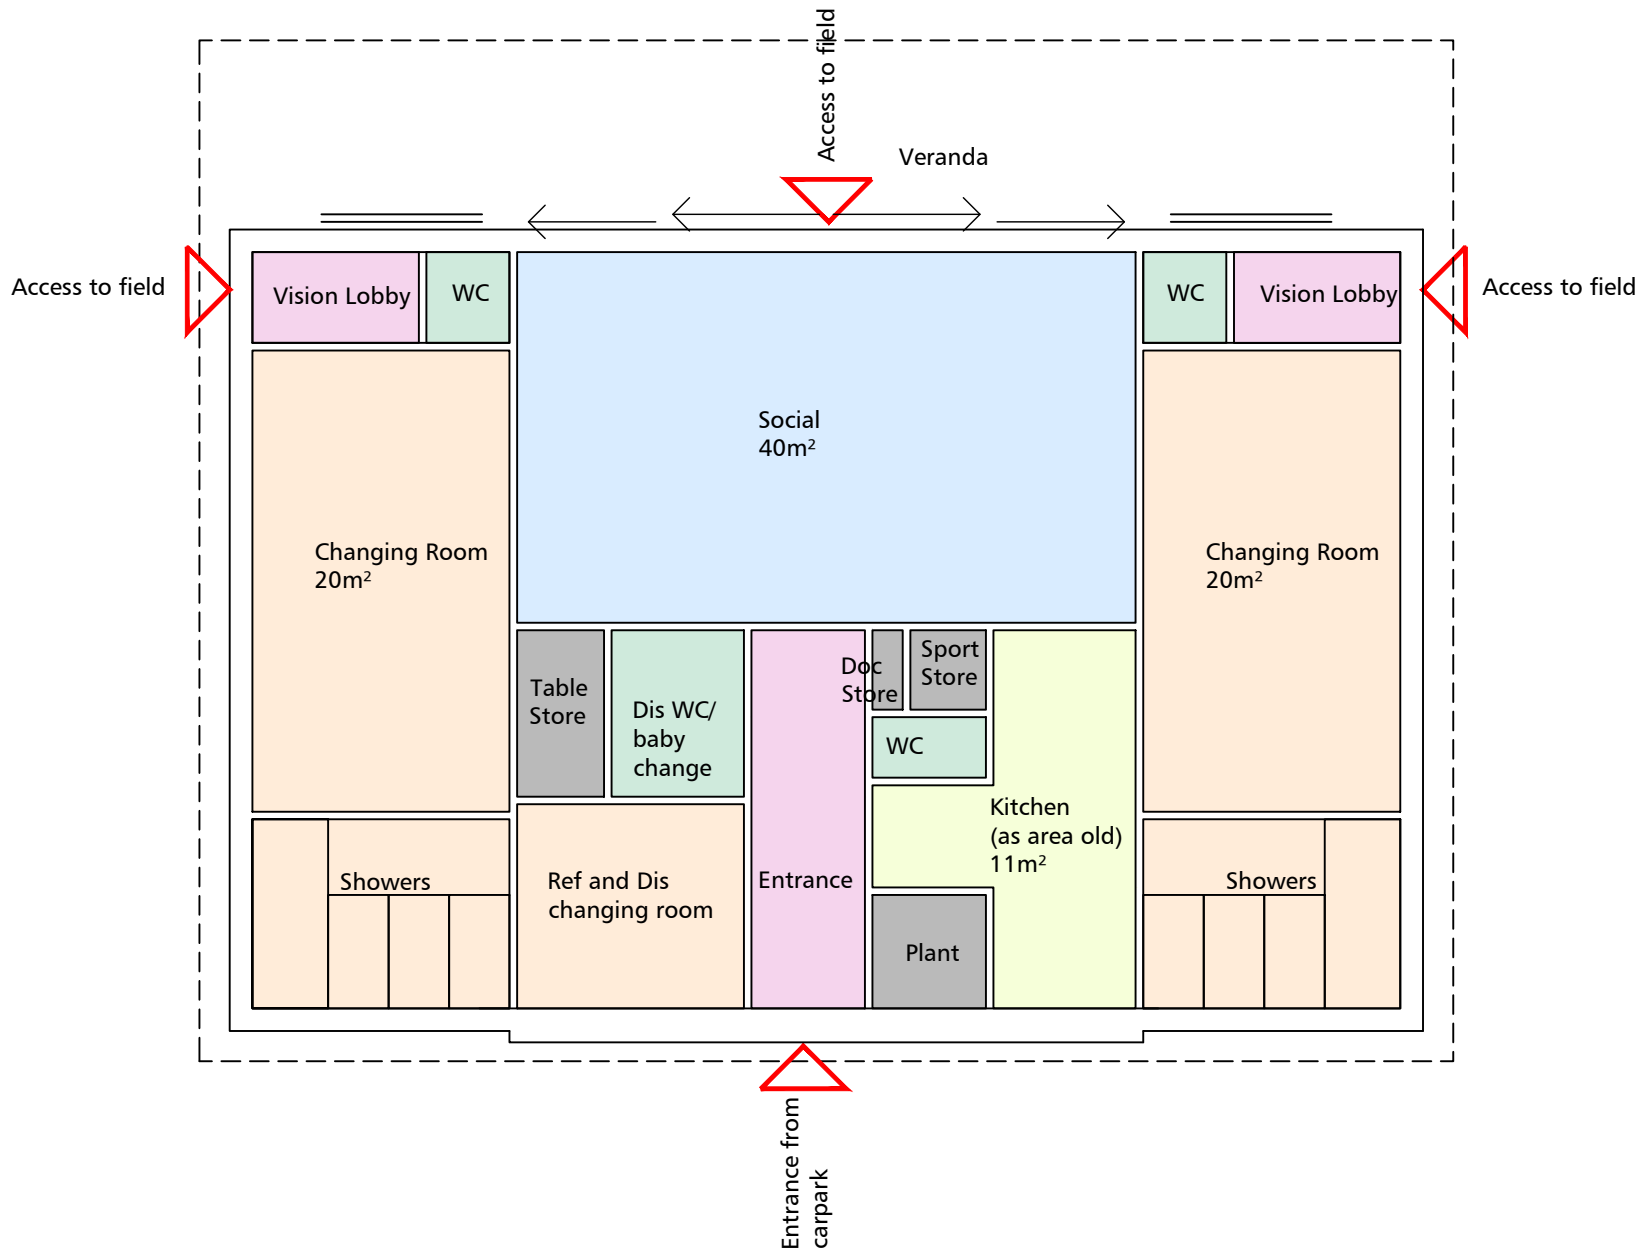 Access to field
Veranda
Access to field
Vision Lobby
WC
WC
Vision Lobby
Access to field
Social
40m²
Changing Room
20m²
Changing Room
20m²
Table
Store
Dis WC/
baby
change
Doc
Store
Sport
Store
WC
Kitchen
(as area old)
11m²
Showers
Ref and Dis
changing room
Entrance
Plant
Showers
Entrance from
carpark